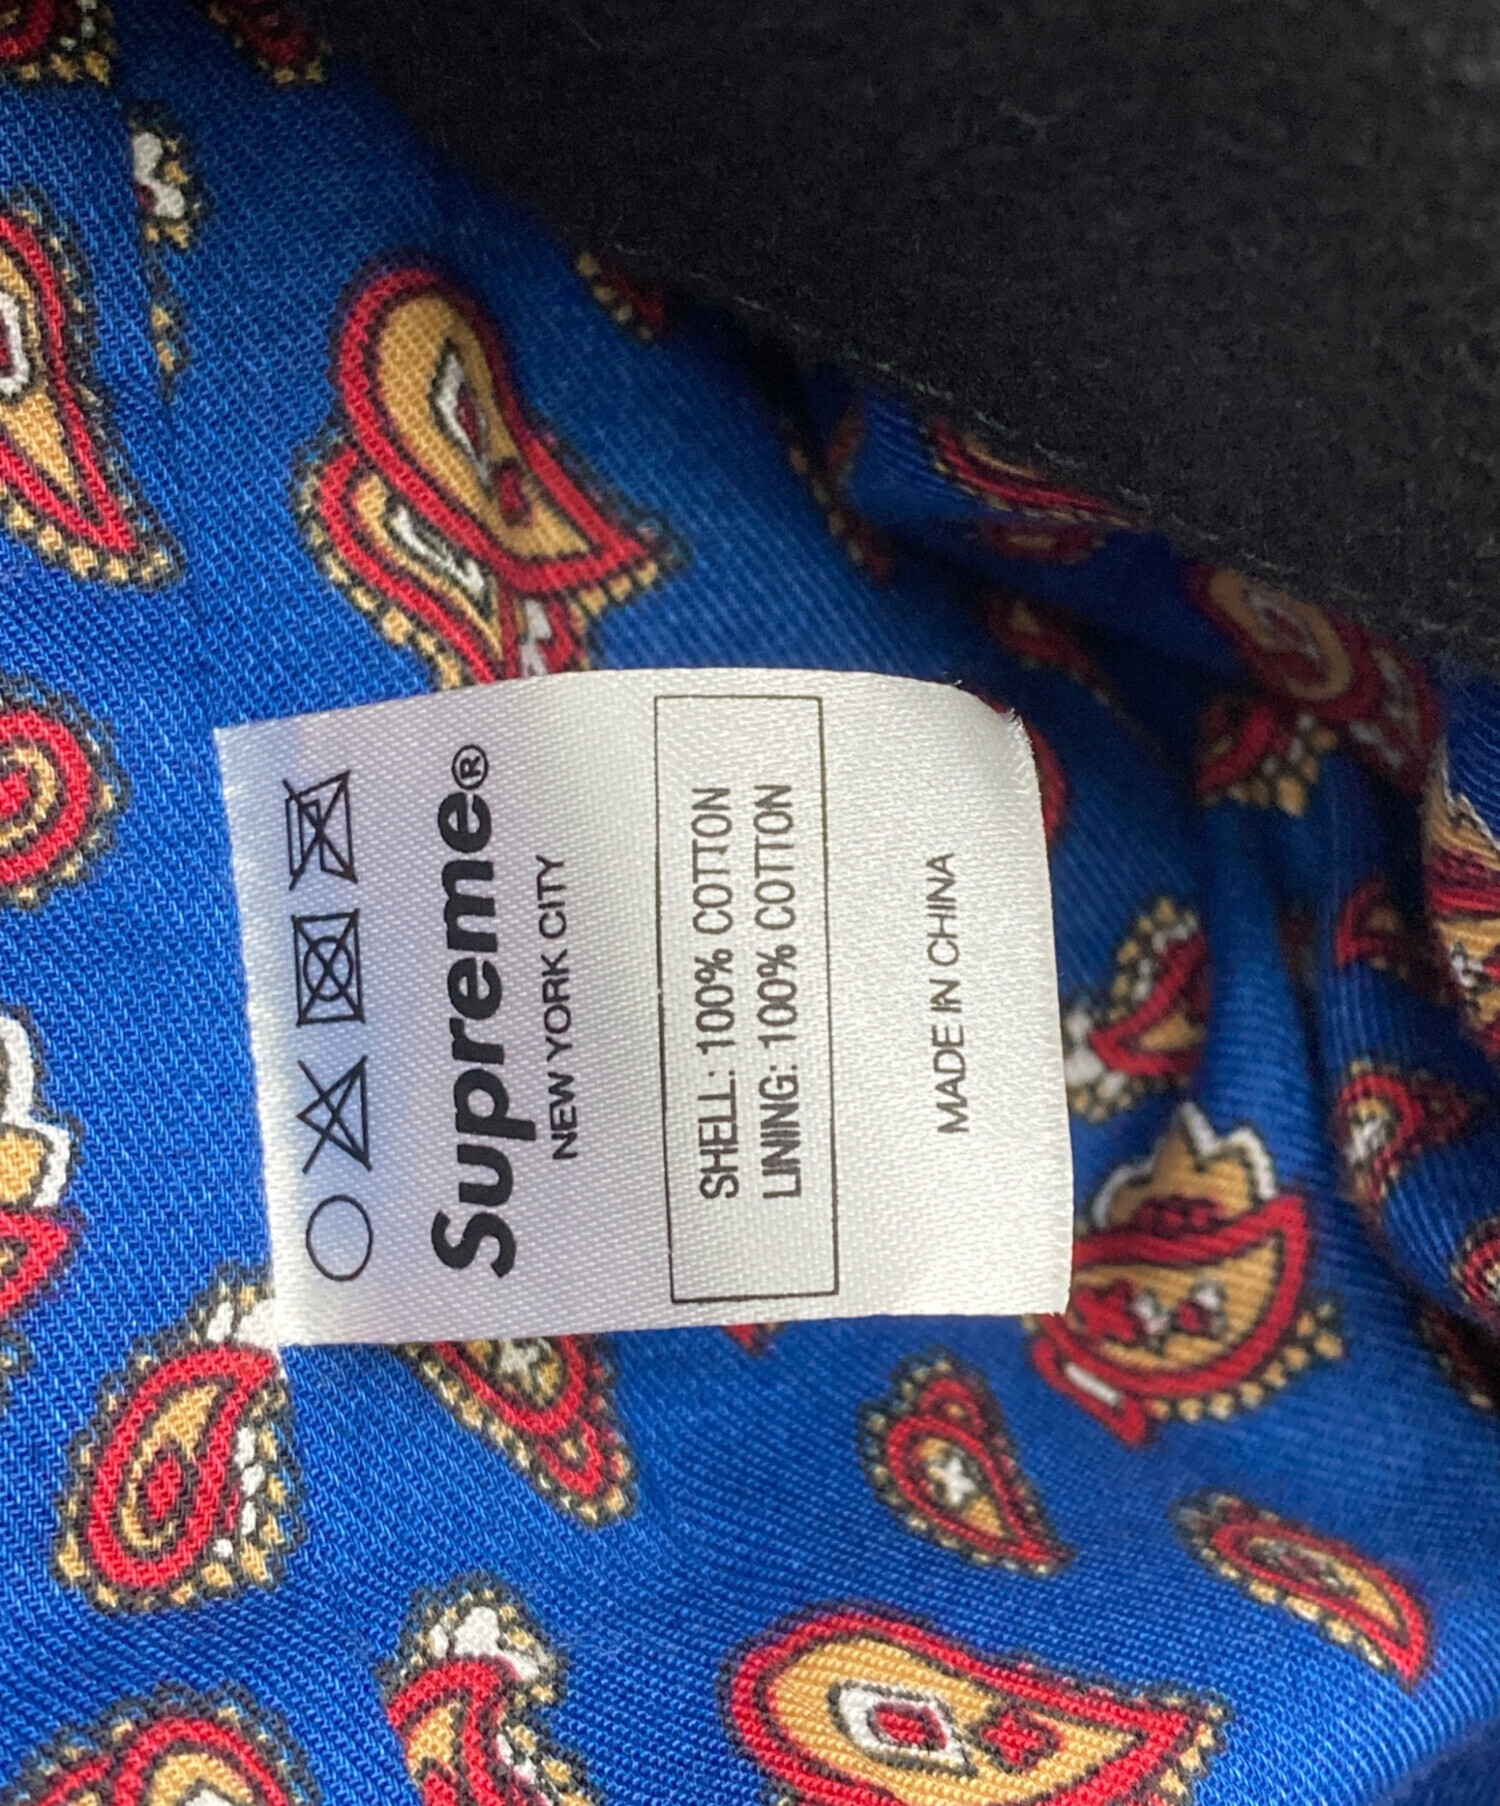 Supreme®
NEW YORK CITY
SHELL: 100% COTTON
LINING: 100% COTTON
MADE IN CHINA